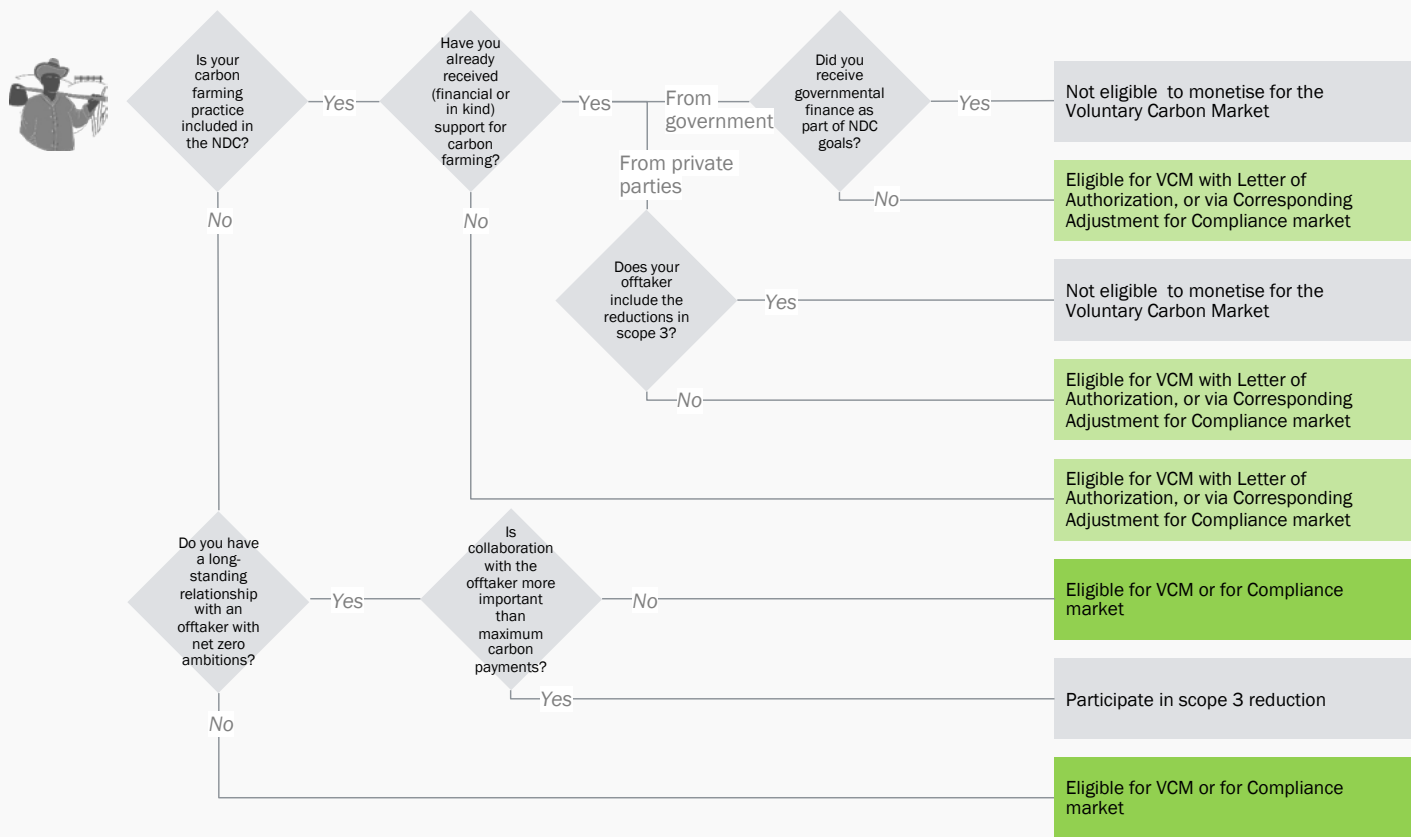 Is your
carbon
farming
practice
included in
the NDC?
Yes
No
Have you
already
received
(financial or
in kind)
support for
carbon
farming?
Yes
No
From
government
From private
parties
Did you
receive
governmental
finance as
part of NDC
goals?
Yes
Not eligible  to monetise for the
Voluntary Carbon Market
No
Eligible for VCM with Letter of
Authorization, or via Corresponding
Adjustment for Compliance market
Does your
offtaker
include the
reductions in
scope 3?
Yes
Not eligible  to monetise for the
Voluntary Carbon Market
No
Eligible for VCM with Letter of
Authorization, or via Corresponding
Adjustment for Compliance market
Eligible for VCM with Letter of
Authorization, or via Corresponding
Adjustment for Compliance market
Do you have
a long-
standing
relationship
with an
offtaker with
net zero
ambitions?
Yes
No
Is
collaboration
with the
offtaker more
important
than
maximum
carbon
payments?
No
Eligible for VCM or for Compliance
market
Yes
Participate in scope 3 reduction
Eligible for VCM or for Compliance
market